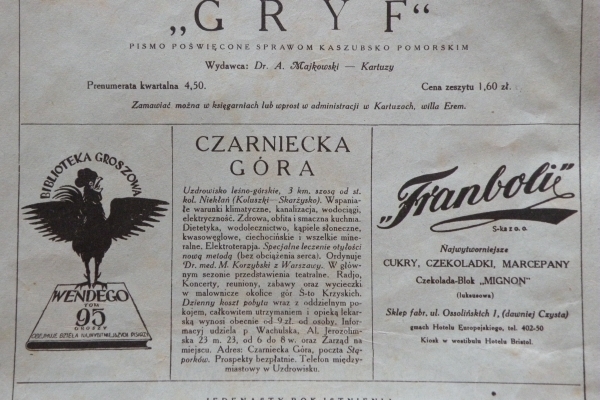 „GRYF“
PISMO POŚWIĘCONE SPRAWOM KASZUBSKO POMORSKIM
Wydawca: Dr. A. Majkowski — Kartuzy
Prenumerata kwartalna 4,50.
Cena zeszytu 1,60 zł.
Zamawiać można w księgarniach lub wprost w administracji w Kartuzach, willa Erem.
BIBLIOTEKA GROSZOWA
WENDEGO
TOM
95
GROSZY
CZARNIECKA
GÓRA
Uzdrowisko leśno-górskie, 3 km. szosą od st.
kol. Niekłań (Koluszki—Skarżysko). Wspania-
łe warunki klimatyczne, kanalizacja, wodociągi,
elektryczność. Zdrowa, obfita i smaczna kuchnia.
Dietetyka, wodolecznictwo, kąpiele słoneczne,
kwasowęglowe, ciechocińskie i wszelkie mine-
ralne. Elektroterapia. Specjalne leczenie otyłości
nową metodą (bez obciążenia serca). Ordynuje
Dr. med. M. Korzybski z Warszawy. W głów-
nym sezonie przedstawienia teatralne. Radjo,
Koncerty, reuniony, zabawy oraz wycieczki
w malownicze okolice gór S-to Krzyskich.
Dzienny koszt pobytu wraz z oddzielnym po-
kojem, całkowitem utrzymaniem i opieką lekar-
ską wynosi obecnie od 9 zł. od osoby, Infor-
macyj udziela p Wachulska, Al. Jerozolim-
ska 23 m. 23, od 6 do 8 w. oraz Zarząd na
miejscu. Adres: Czarniecka Góra, poczta Stą-
porków. Prospekty bezpłatnie. Telefon między-
miastowy w Uzdrowisku.
„Franboli“
S-ka z o. o.
Najwytworniejsze
CUKRY, CZEKOLADKI, MARCEPANY
Czekolada-Blok „MIGNON“
(luksusowa)
Sklep fabr. ul. Ossolińskich 1, (dawniej Czysta)
gmach Hotelu Europejskiego, tel. 402-50
Kiosk w westibulu Hotelu Bristol.
JEDENASTY ROK ISTNIENIA